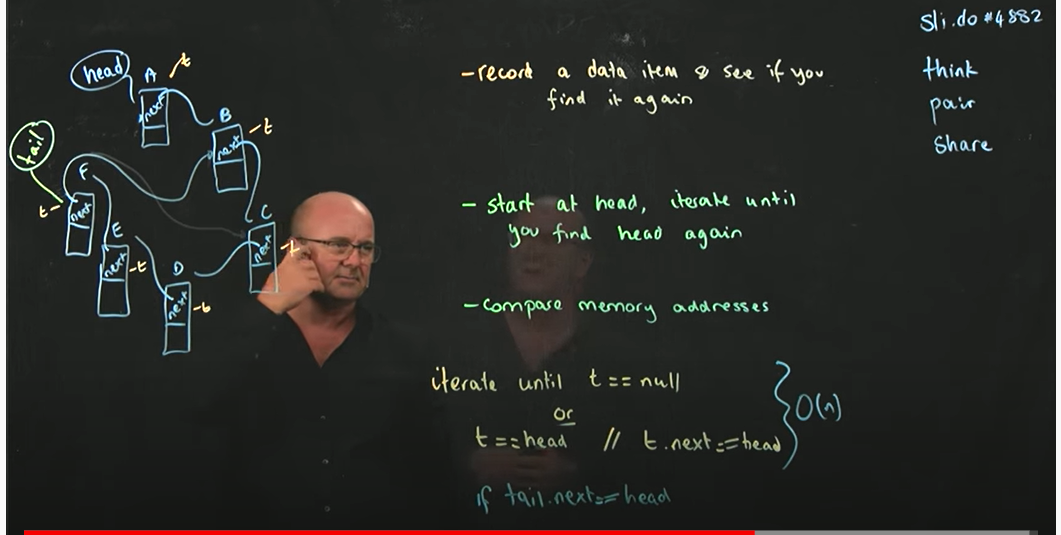 sli.do #4882
think
pair
share
head
A
t
next
B
t
next
tail
F
t
next
E
t
next
D
next
C
t
next
- record a data item & see if you
find it again
- start at head, iterate until
you find head again
- compare memory addresses
iterate until t == null
or
t == head // t.next == head
O(n)
if tail.next == head